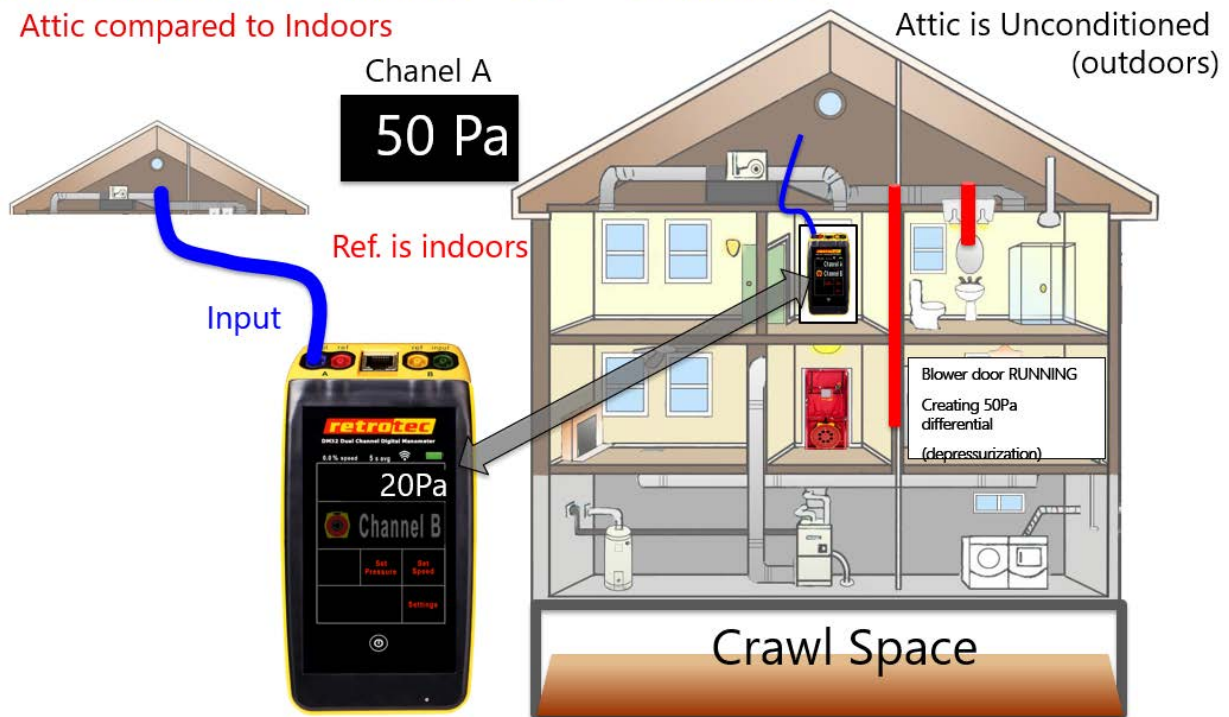 Attic compared to Indoors
Chanel A
50 Pa
Attic is Unconditioned
(outdoors)
Ref. is indoors
Input
ref
ref
input
A
B
retrotec
DM32 Dual Channel Digital Manometer
0.0% speed 5 s avg
20Pa
Channel B
Set
Pressure
Set
Speed
Settings
Channel A
Channel B
Blower door RUNNING
Creating 50Pa
differential
(depressurization)
Crawl Space